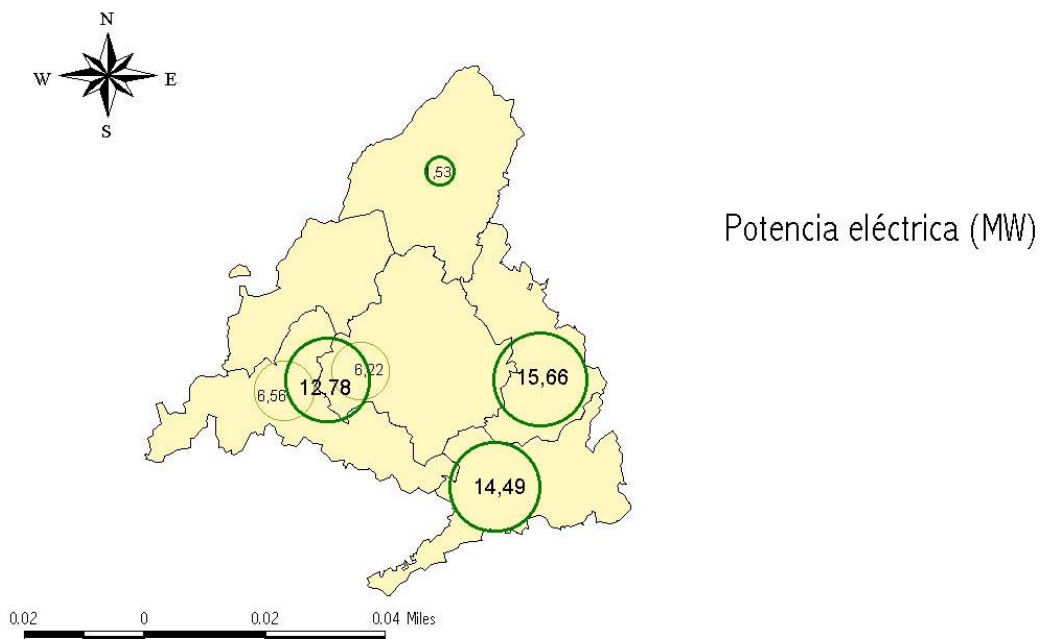 N
W E
S
,53
Potencia eléctrica (MW)
6,22
15,66
12,78
6,56
14,49
0.02 0 0.02 0.04 Miles